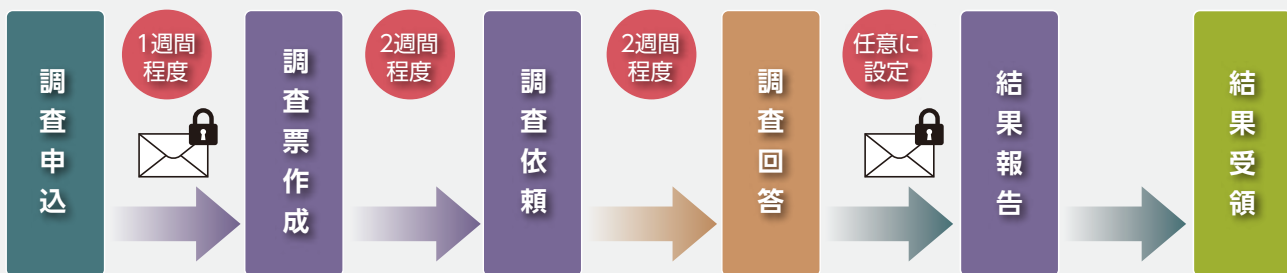 調査申込
1週間
程度
調査票作成
2週間
程度
調査依頼
2週間
程度
調査回答
任意に
設定
結果報告
結果受領